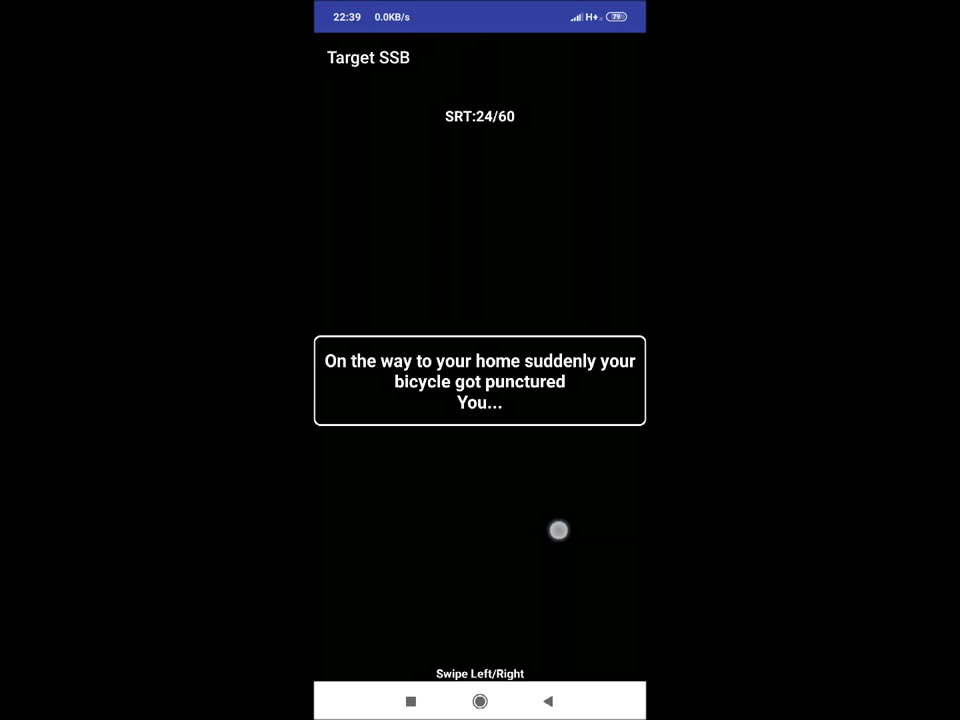 22:39 0.0KB/s H+ 79
Target SSB
SRT:24/60
On the way to your home suddenly your
bicycle got punctured
You...
Swipe Left/Right